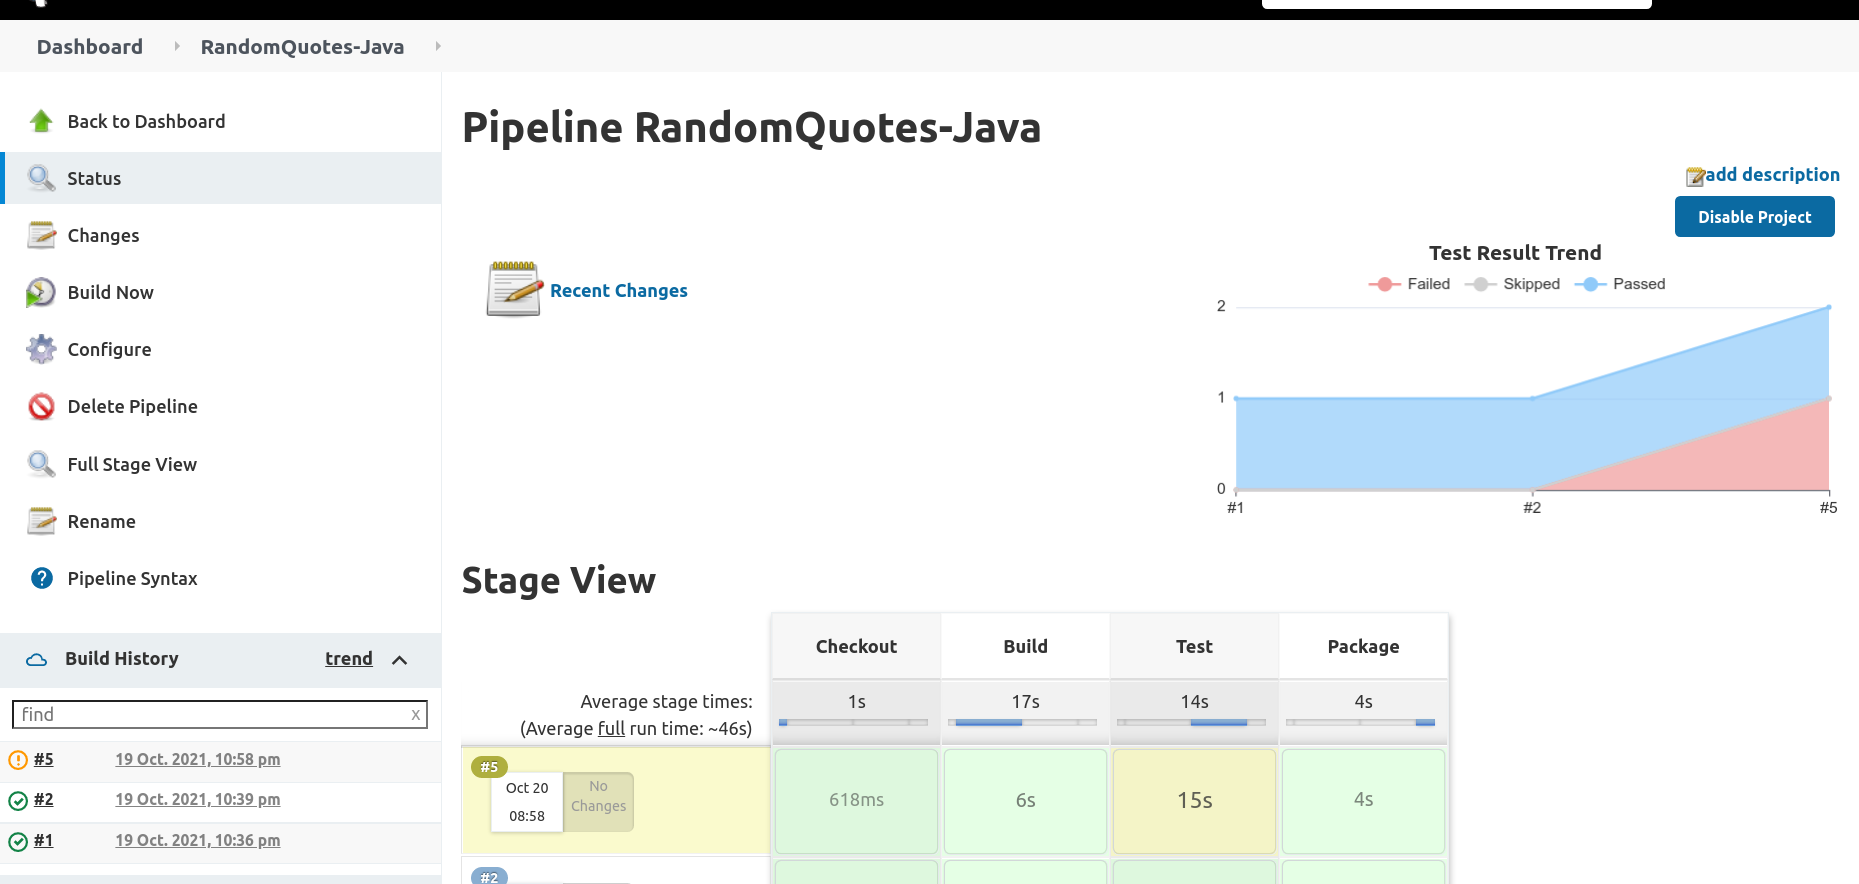 Dashboard RandomQuotes-Java
Back to Dashboard
Status
Changes
Build Now
Configure
Delete Pipeline
Full Stage View
Rename
Pipeline Syntax
Build History trend
find x
#5 19 Oct. 2021, 10:58 pm
#2 19 Oct. 2021, 10:39 pm
#1 19 Oct. 2021, 10:36 pm
Pipeline RandomQuotes-Java
add description
Disable Project
Recent Changes
Test Result Trend
Failed Skipped Passed
2
1
0
#1 #2 #5
Stage View
Checkout Build Test Package
Average stage times:
(Average full run time: ~46s)
1s 17s 14s 4s
#5
Oct 20
08:58
No
Changes
618ms 6s 15s 4s
#2